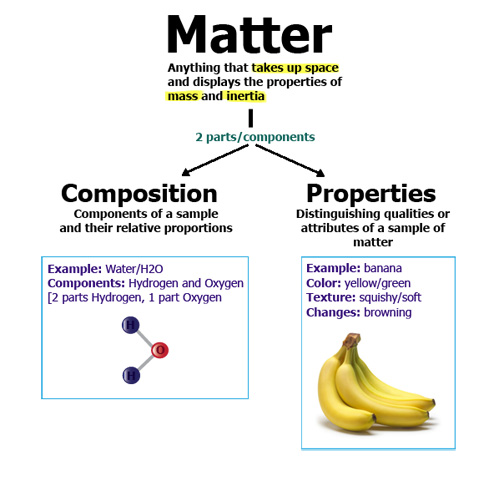 Matter
Anything that takes up space
and displays the properties of
mass and inertia
2 parts/components
Composition
Components of a sample
and their relative proportions
Example: Water/H2O
Components: Hydrogen and Oxygen
[2 parts Hydrogen, 1 part Oxygen
H
O
H
Properties
Distinguishing qualities or
attributes of a sample of
matter
Example: banana
Color: yellow/green
Texture: squishy/soft
Changes: browning